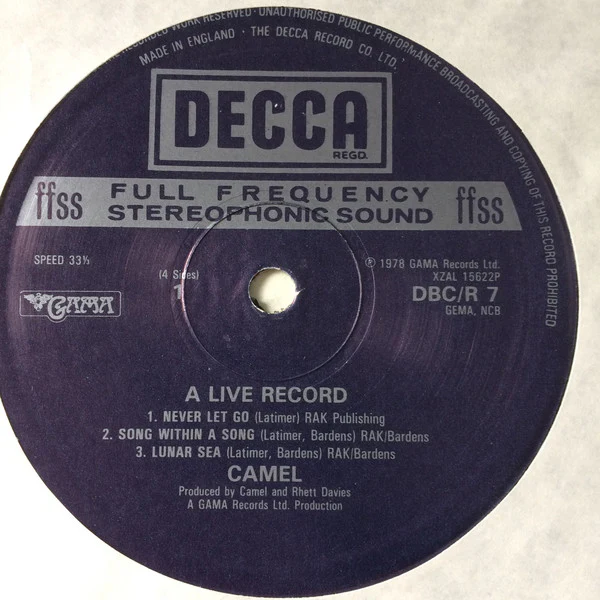 RECORDED WORK RESERVED · UNAUTHORISED PUBLIC PERFORMANCE BROADCASTING AND COPYING OF THIS RECORD PROHIBITED
MADE IN ENGLAND · THE DECCA RECORD CO. LTD.
DECCA
REGD.
ffss FULL FREQUENCY ffss
STEREOPHONIC SOUND
SPEED 33⅓
(4 Sides)
1
GAMA
℗ 1978 GAMA Records Ltd.
XZAL 15622P
DBC/R 7
GEMA, NCB
A LIVE RECORD
1. NEVER LET GO (Latimer) RAK Publishing
2. SONG WITHIN A SONG (Latimer, Bardens) RAK/Bardens
3. LUNAR SEA (Latimer, Bardens) RAK/Bardens
CAMEL
Produced by Camel and Rhett Davies
A GAMA Records Ltd. Production